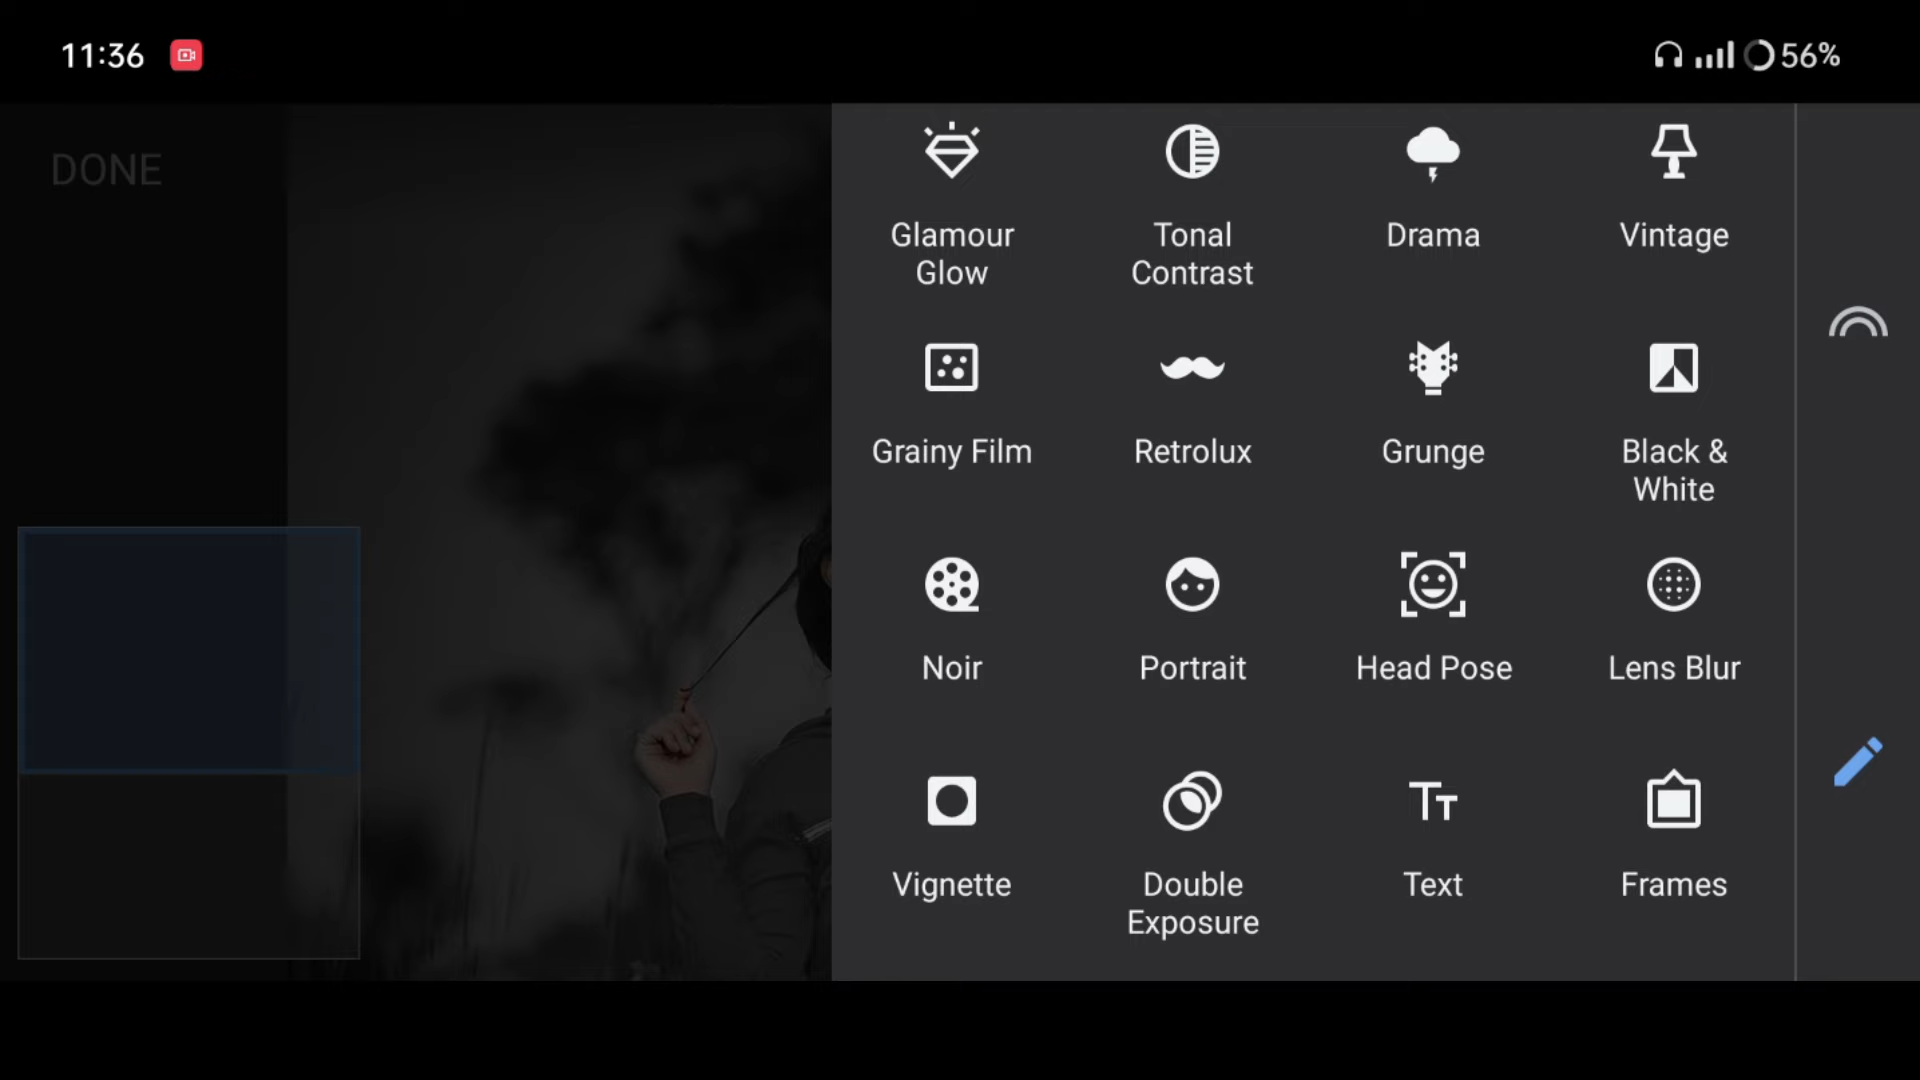 11:36
56%
DONE
Glamour
Glow
Tonal
Contrast
Drama
Vintage
Grainy Film
Retrolux
Grunge
Black &
White
Noir
Portrait
Head Pose
Lens Blur
Vignette
Double
Exposure
Text
Frames